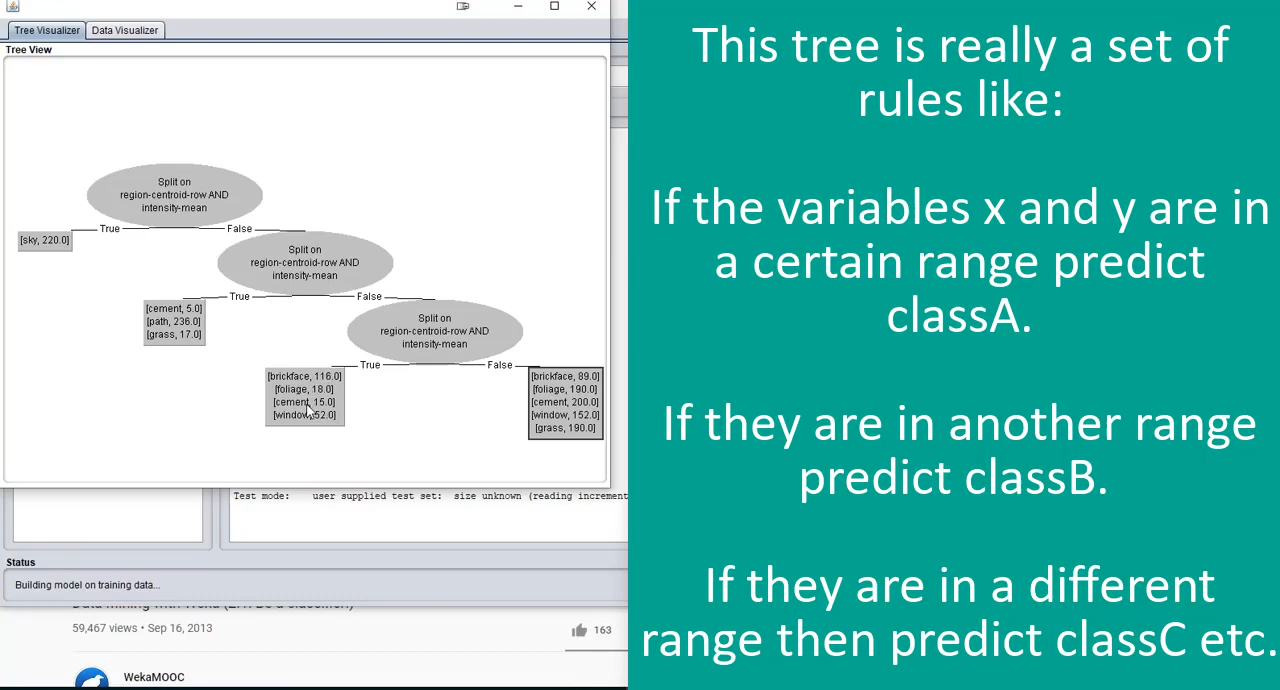 Tree Visualizer
Data Visualizer
Tree View
Split on
region-centroid-row AND
intensity-mean
True
False
[sky, 220.0]
Split on
region-centroid-row AND
intensity-mean
True
False
[cement, 5.0]
[path, 236.0]
[grass, 17.0]
Split on
region-centroid-row AND
intensity-mean
True
False
[brickface, 116.0]
[foliage, 18.0]
[cement, 15.0]
[window, 52.0]
[brickface, 89.0]
[foliage, 190.0]
[cement, 200.0]
[window, 152.0]
[grass, 190.0]
Test mode: user supplied test set: size unknown (reading increment
Status
Building model on training data...
59,467 views • Sep 16, 2013
163
WekaMOOC
This tree is really a set of
rules like:
If the variables x and y are in
a certain range predict
classA.
If they are in another range
predict classB.
If they are in a different
range then predict classC etc.